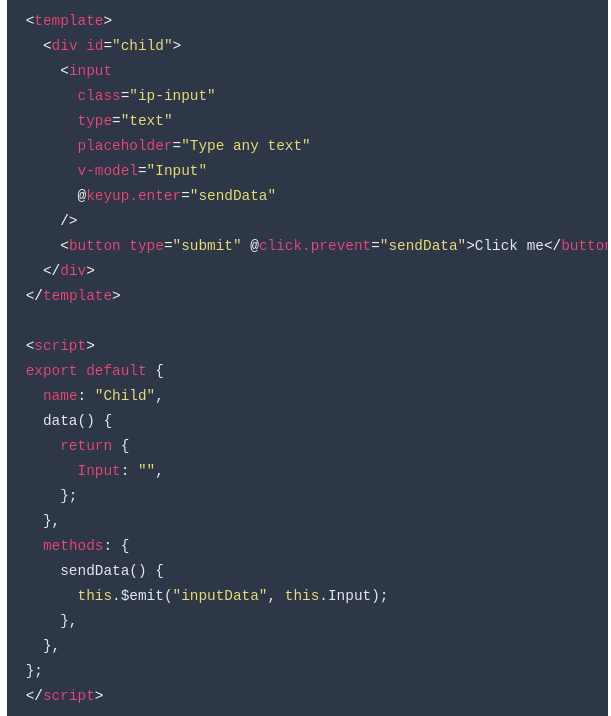 <template>
  <div id="child">
    <input
      class="ip-input"
      type="text"
      placeholder="Type any text"
      v-model="Input"
      @keyup.enter="sendData"
    />
    <button type="submit" @click.prevent="sendData">Click me</button
  </div>
</template>

<script>
export default {
  name: "Child",
  data() {
    return {
      Input: "",
    };
  },
  methods: {
    sendData() {
      this.$emit("inputData", this.Input);
    },
  },
};
</script>